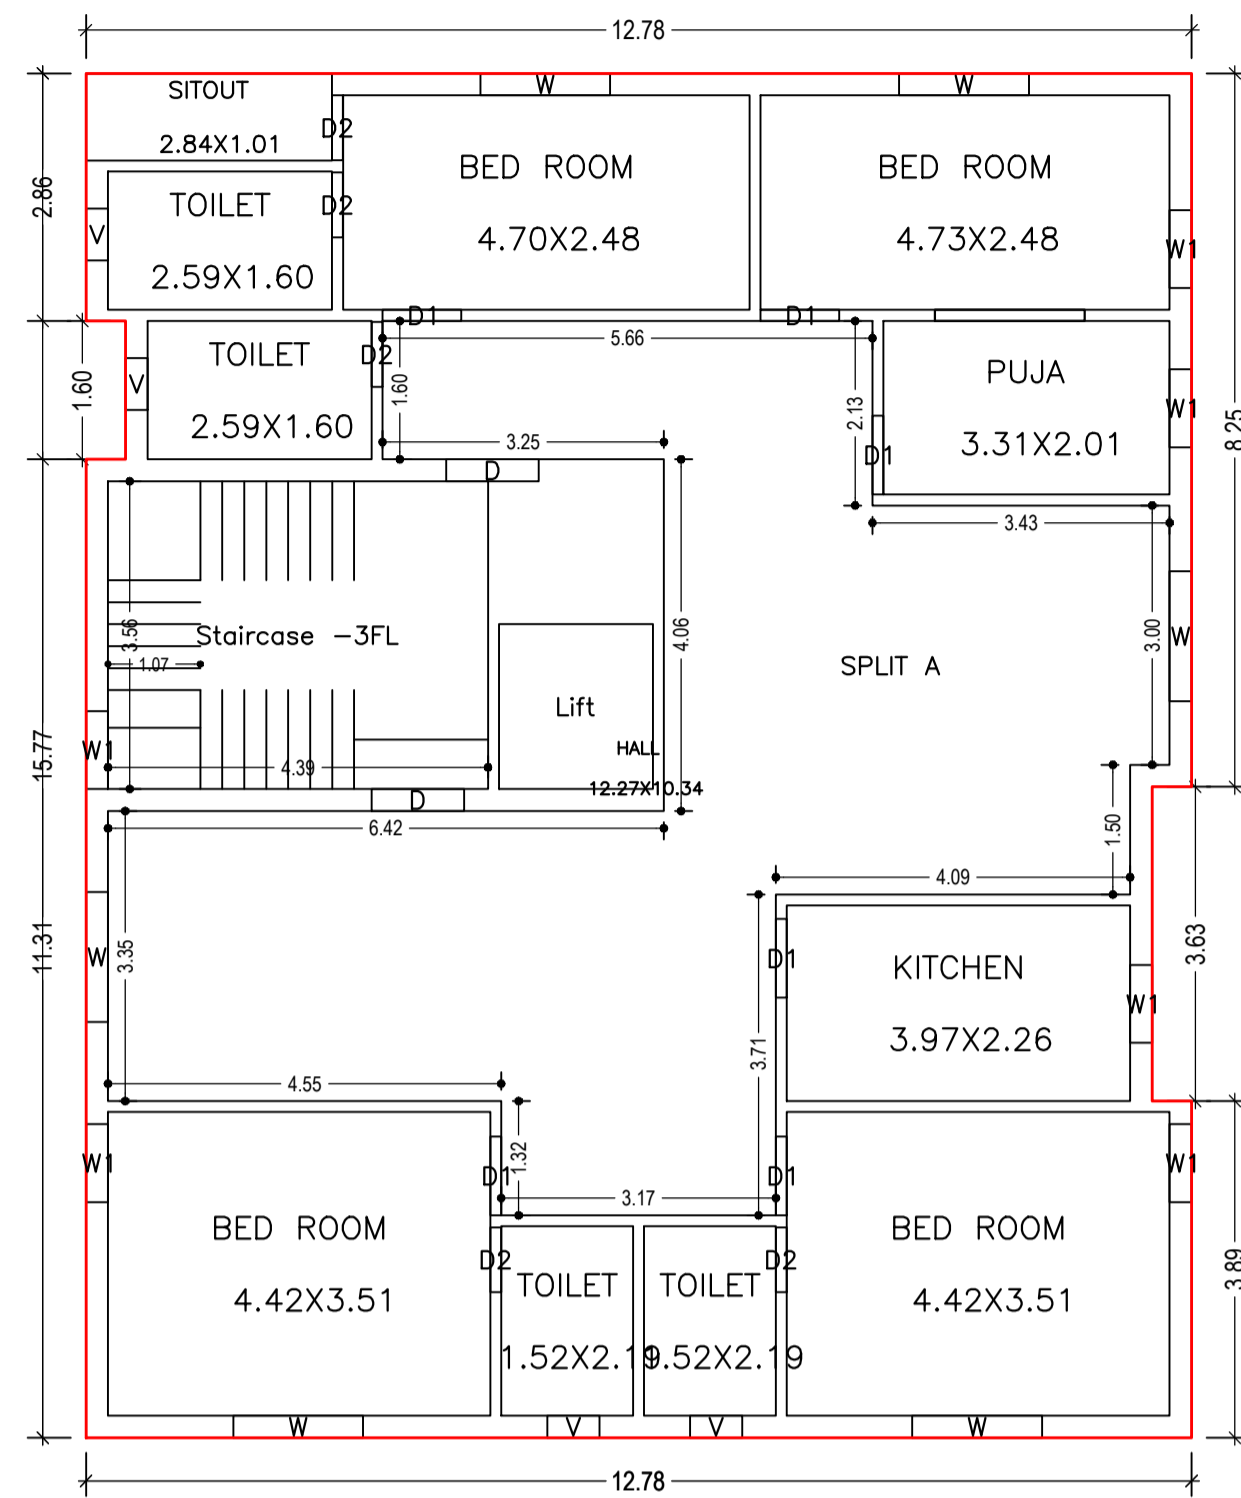 12.78
SITOUT
2.84X1.01
D2
W
W
BED ROOM
4.70X2.48
BED ROOM
4.73X2.48
2.86
TOILET
2.59X1.60
D2
V
W1
D1
D1
5.66
1.60
TOILET
2.59X1.60
V
D2
1.60
2.13
PUJA
3.31X2.01
W1
8.25
D1
3.25
D
3.43
3.56
Staircase -3FL
1.07
4.06
3.00
W
SPLIT A
Lift
HALL
12.27X10.34
W1
15.77
4.39
D
6.42
1.50
4.09
11.31
W
3.35
D1
KITCHEN
3.97X2.26
W1
3.63
3.71
4.55
1.32
W1
D1
D1
W1
3.17
BED ROOM
4.42X3.51
D2
TOILET
1.52X2.19
TOILET
1.52X2.19
D2
BED ROOM
4.42X3.51
3.89
W
V
V
W
12.78